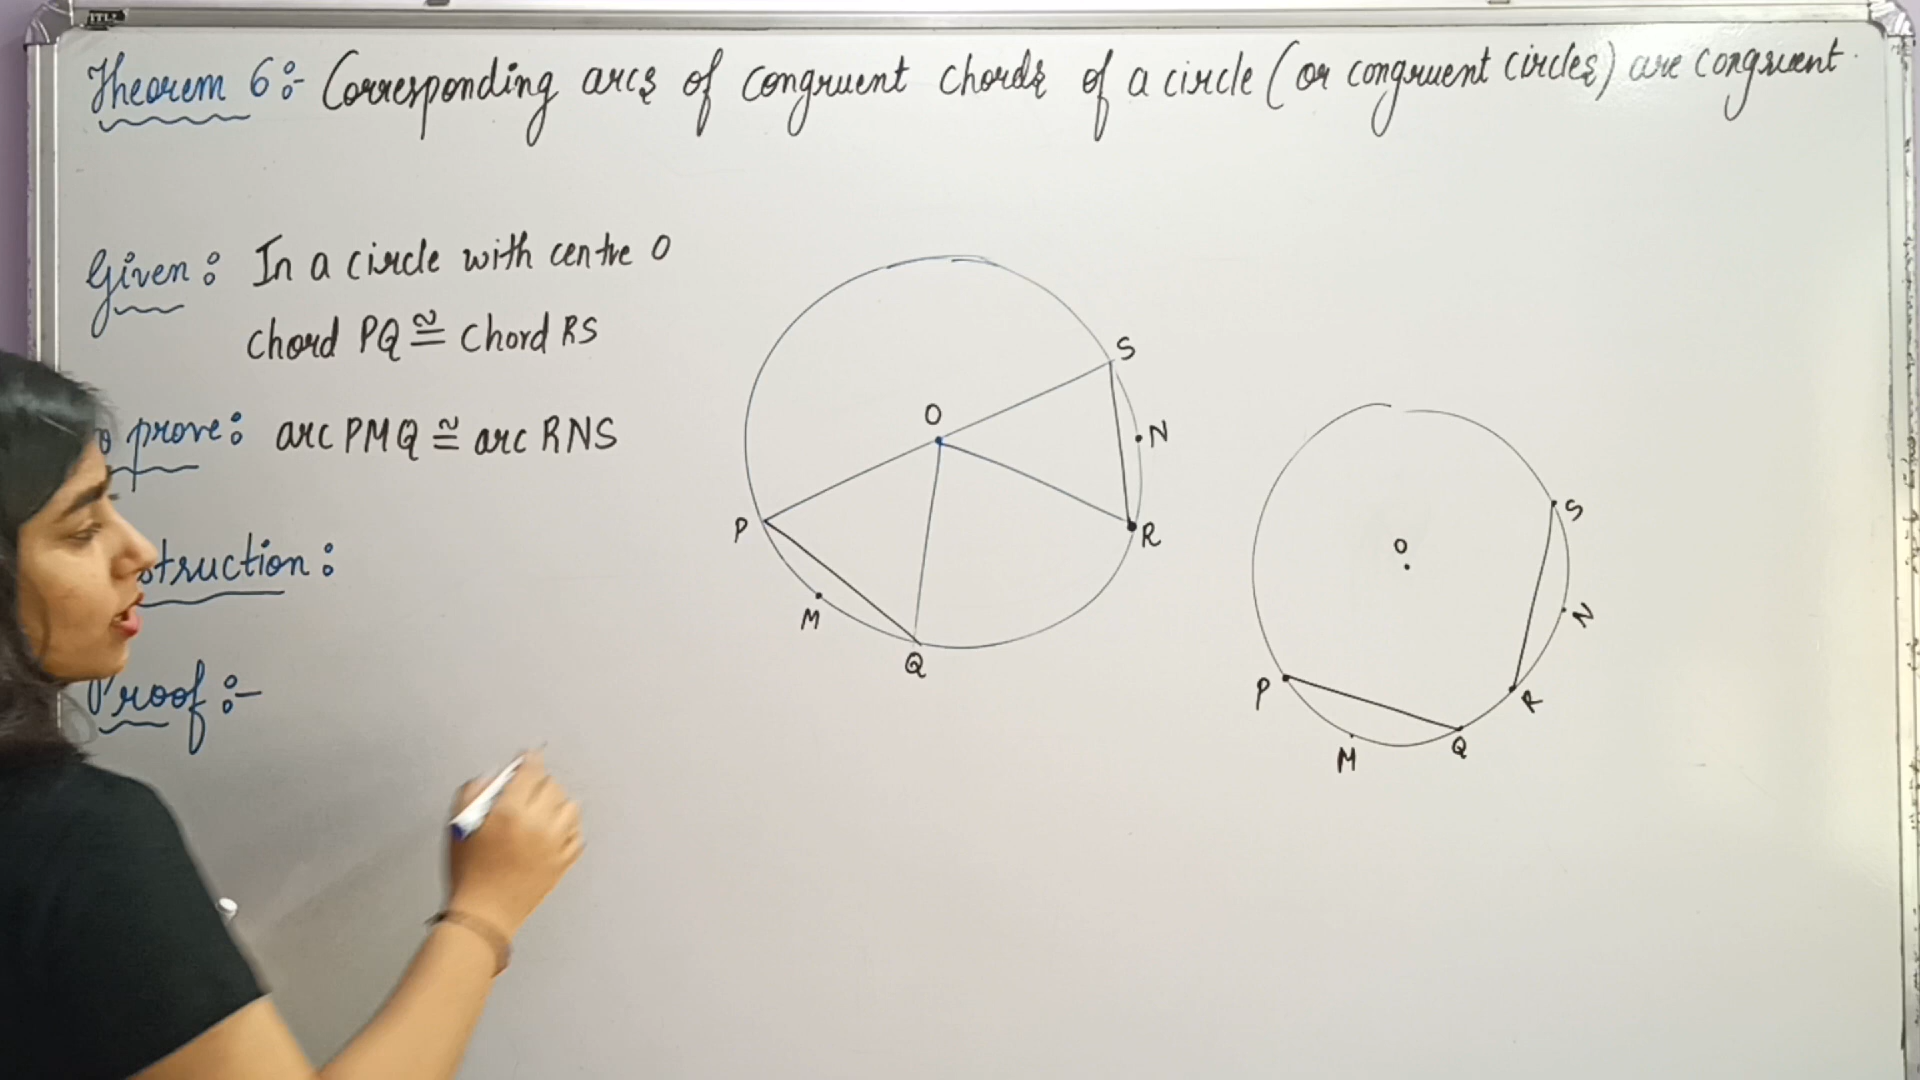 ITL
Theorem 6:- Corresponding arcs of congruent chords of a circle (or congruent circles) are congruent.
Given: In a circle with centre O
chord PQ ≅ chord RS
prove: arc PMQ ≅ arc RNS
struction:
Proof:-
S
O
N
P
R
M
Q
S
O
N
P
R
M
Q